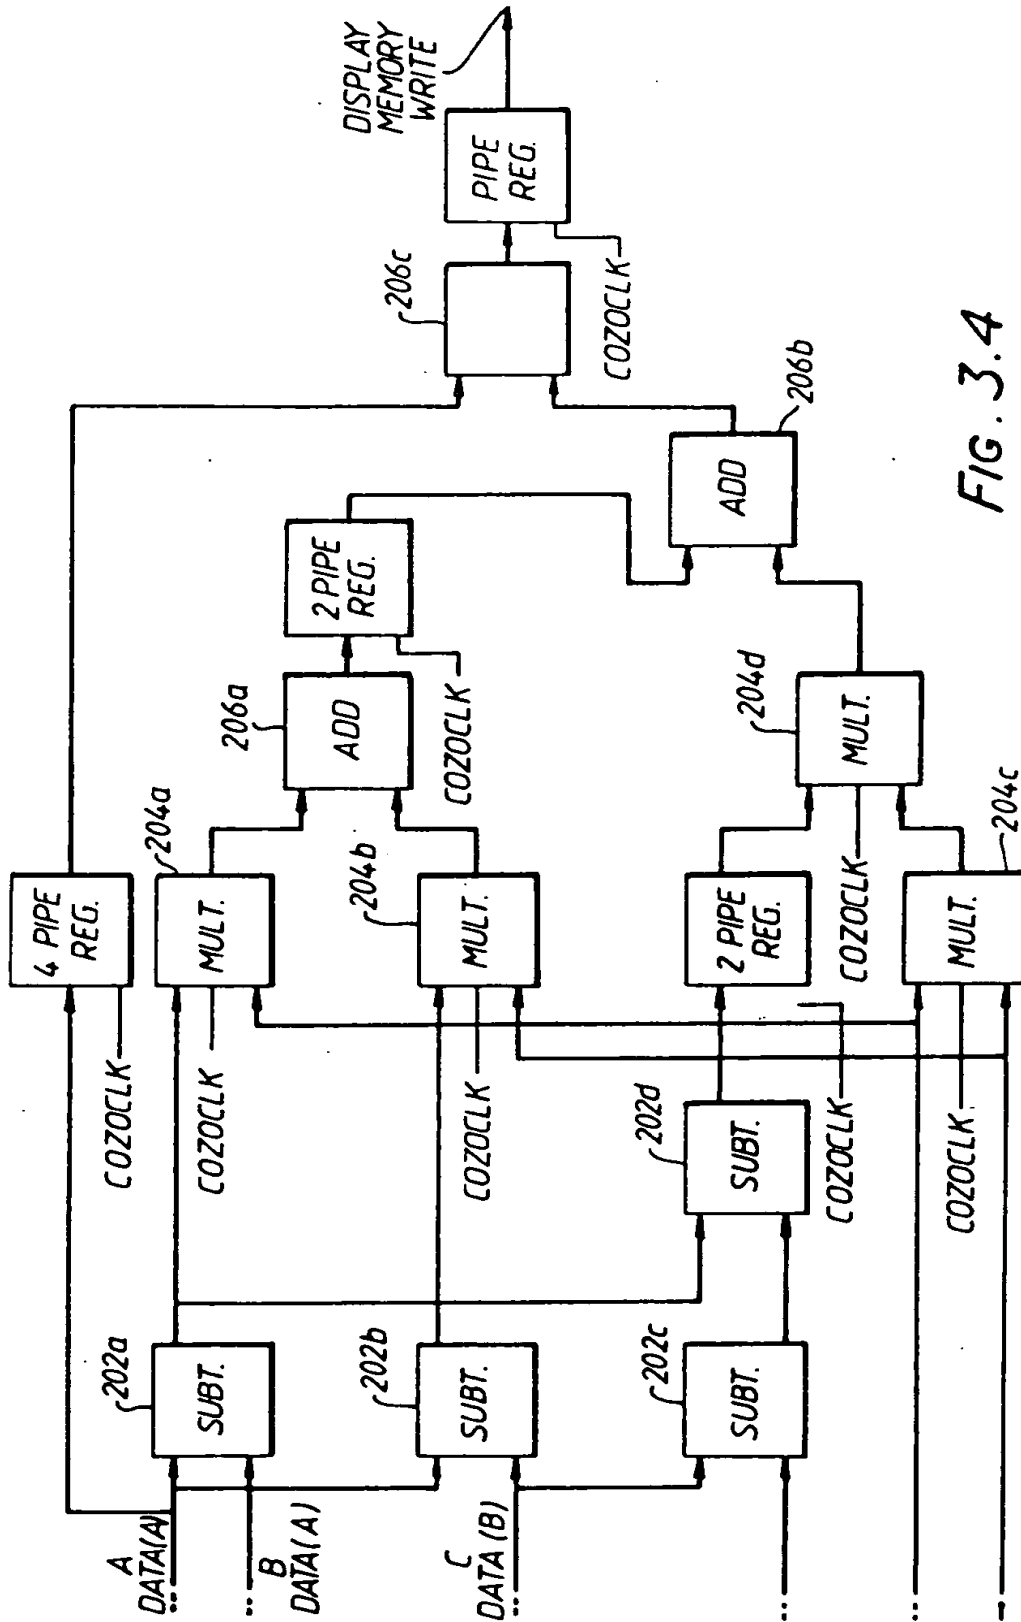 A
DATA(A)
B
DATA(A)
C
DATA(B)
202a
SUBT.
202b
SUBT.
202c
SUBT.
202d
SUBT.
COZOCLK
4 PIPE
REG.
COZOCLK
204a
MULT.
COZOCLK
204b
MULT.
COZOCLK
2 PIPE
REG.
204c
MULT.
COZOCLK
206a
ADD
2 PIPE
REG.
COZOCLK
204d
MULT.
COZOCLK
206b
ADD
206c
PIPE
REG.
COZOCLK
DISPLAY
MEMORY
WRITE
FIG. 3.4